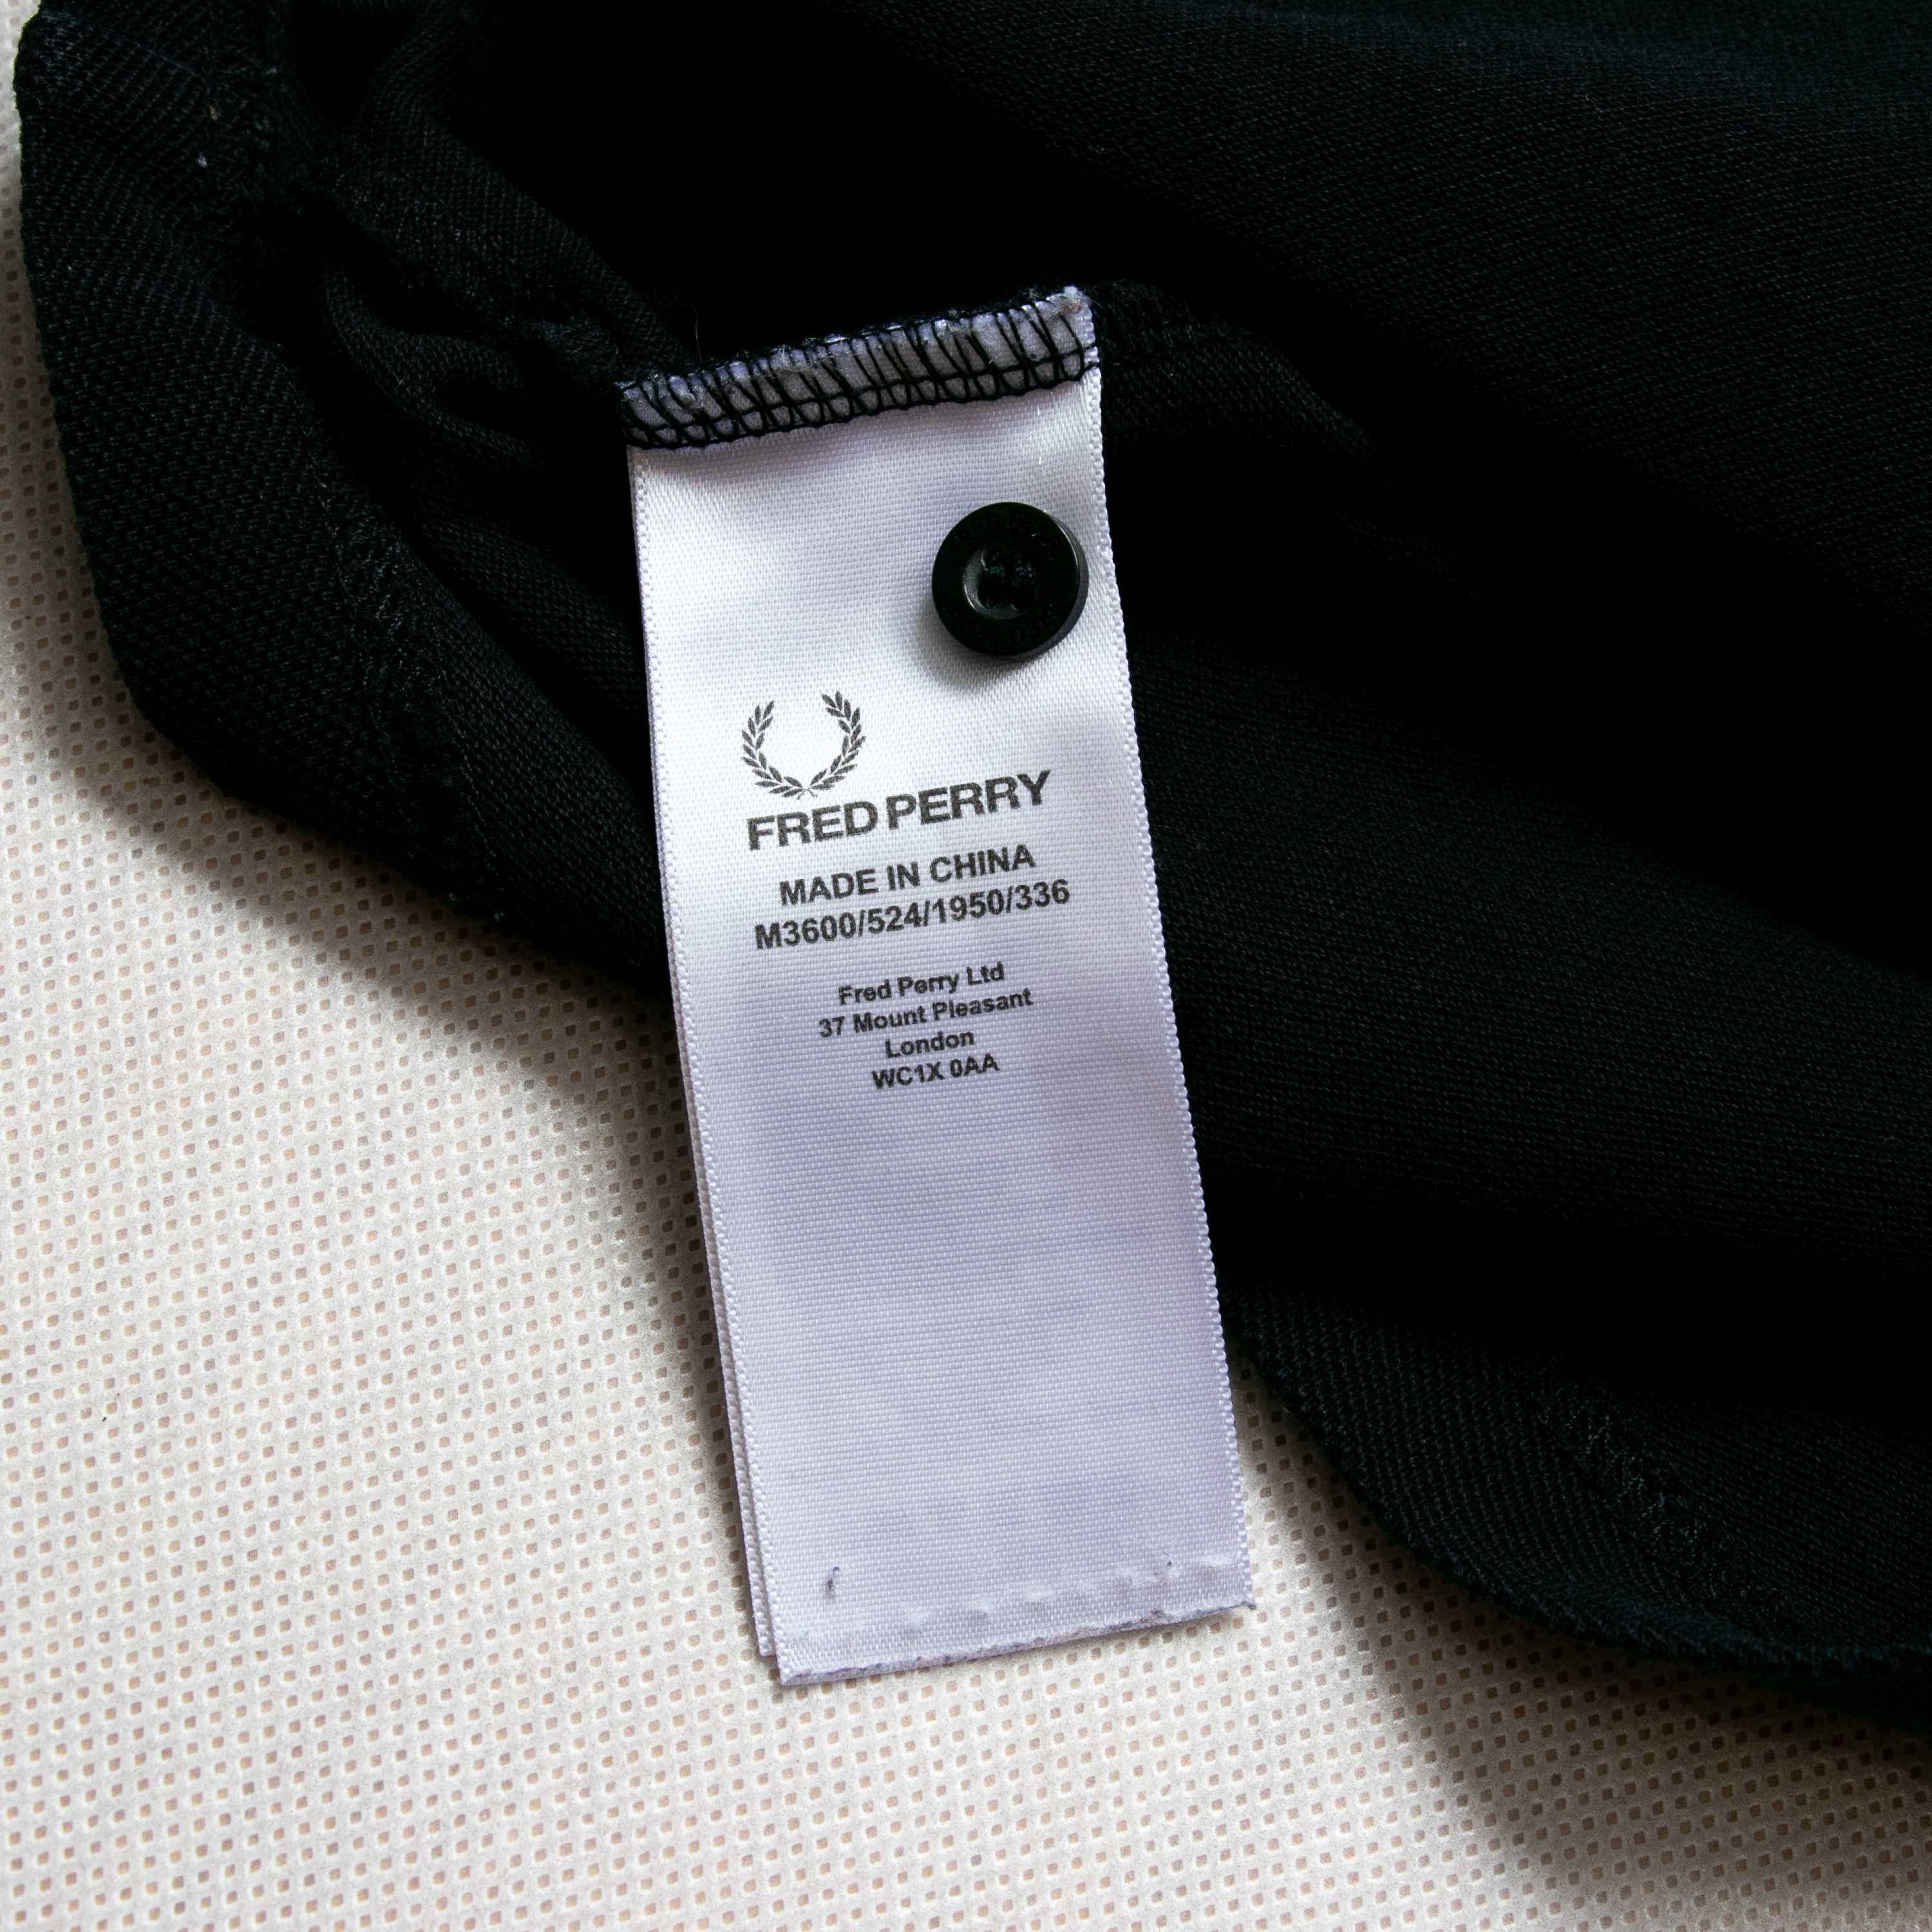 FRED PERRY
MADE IN CHINA
M3600/524/1950/336
Fred Perry Ltd
37 Mount Pleasant
London
WC1X 0AA